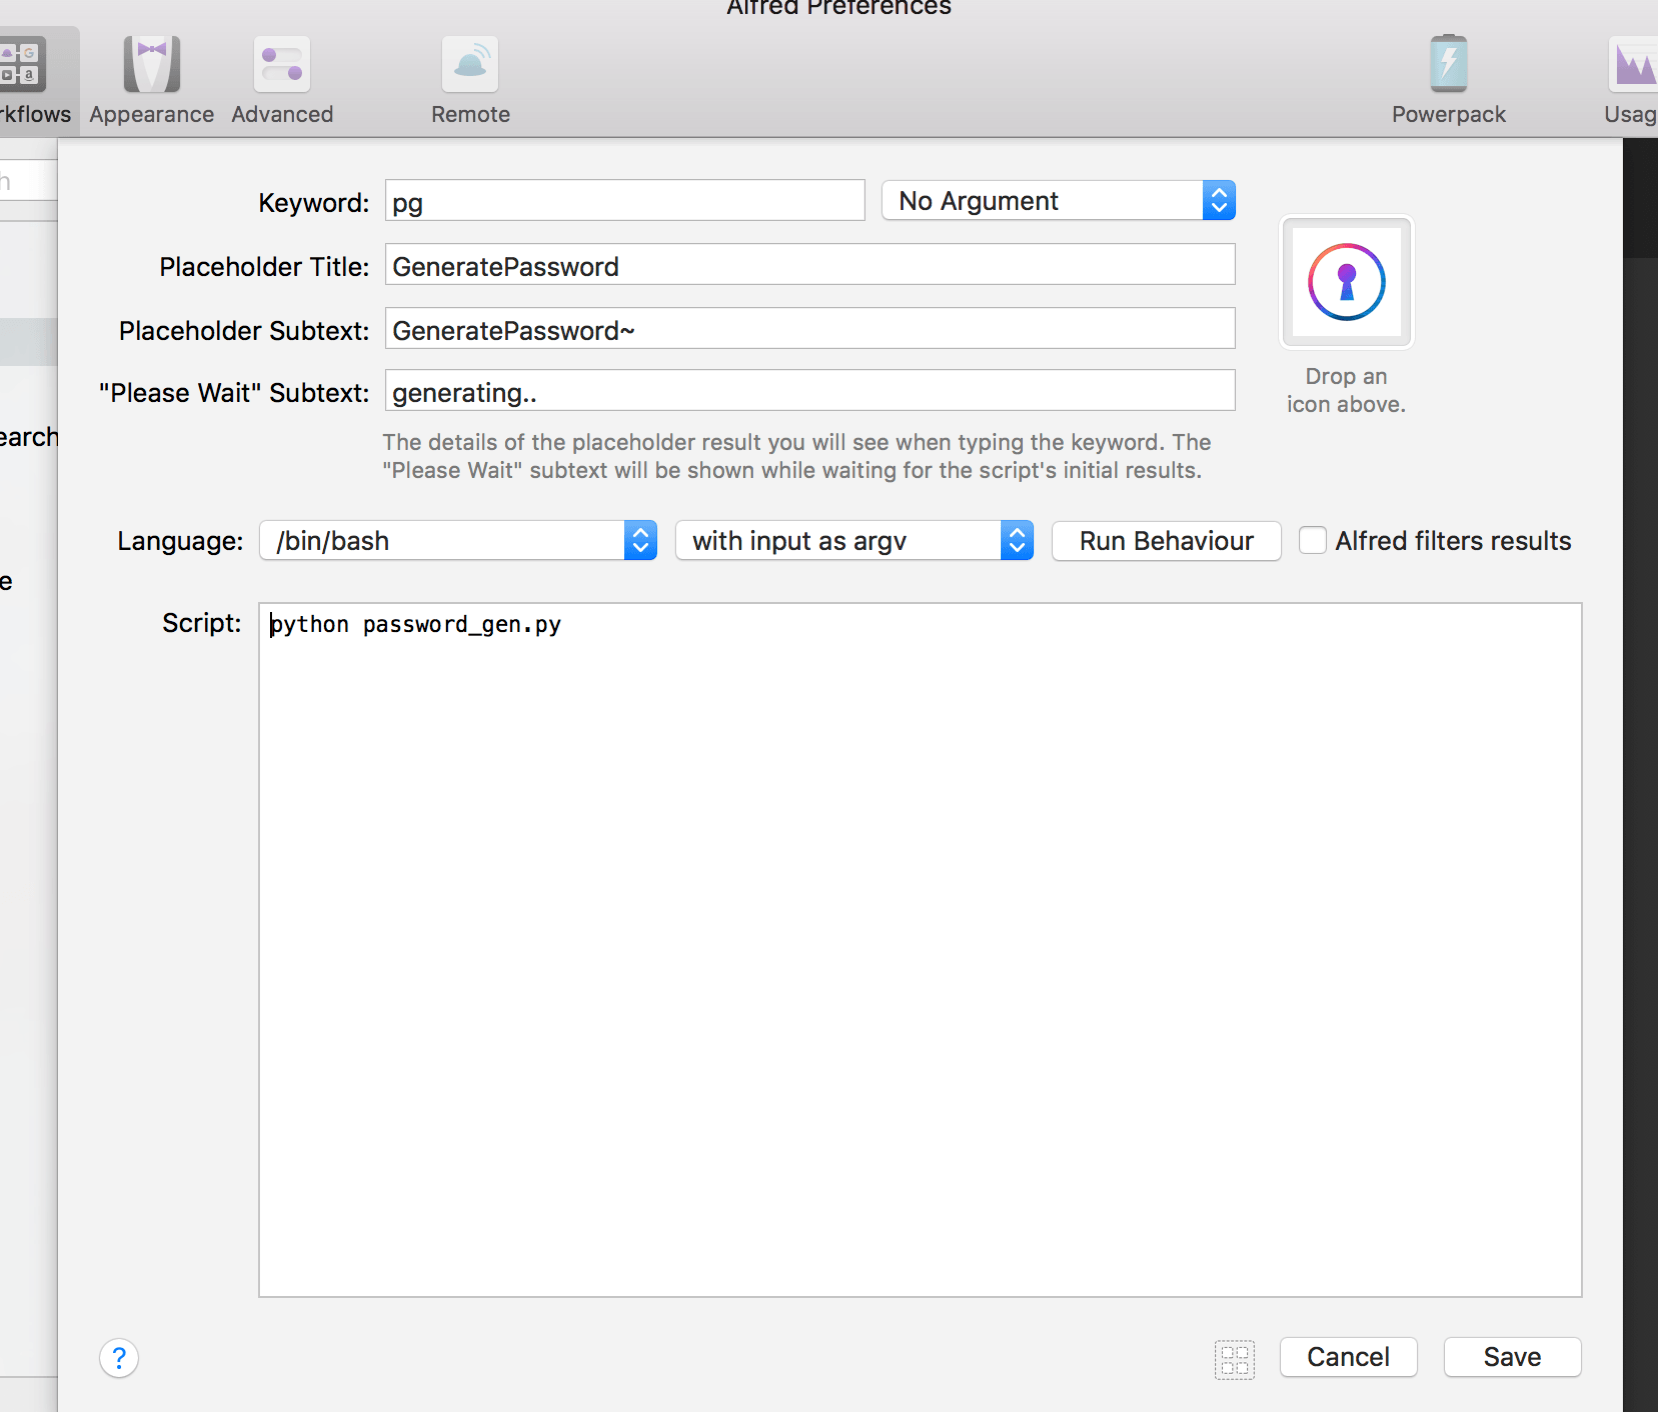 Alfred Preferences
rkflows
Appearance
Advanced
Remote
Powerpack
Usag
h
Keyword:
pg
No Argument
Placeholder Title:
GeneratePassword
Placeholder Subtext:
GeneratePassword~
"Please Wait" Subtext:
generating..
Drop an
icon above.
earch
The details of the placeholder result you will see when typing the keyword. The
"Please Wait" subtext will be shown while waiting for the script's initial results.
Language:
/bin/bash
with input as argv
Run Behaviour
Alfred filters results
e
Script:
python password_gen.py
?
Cancel
Save